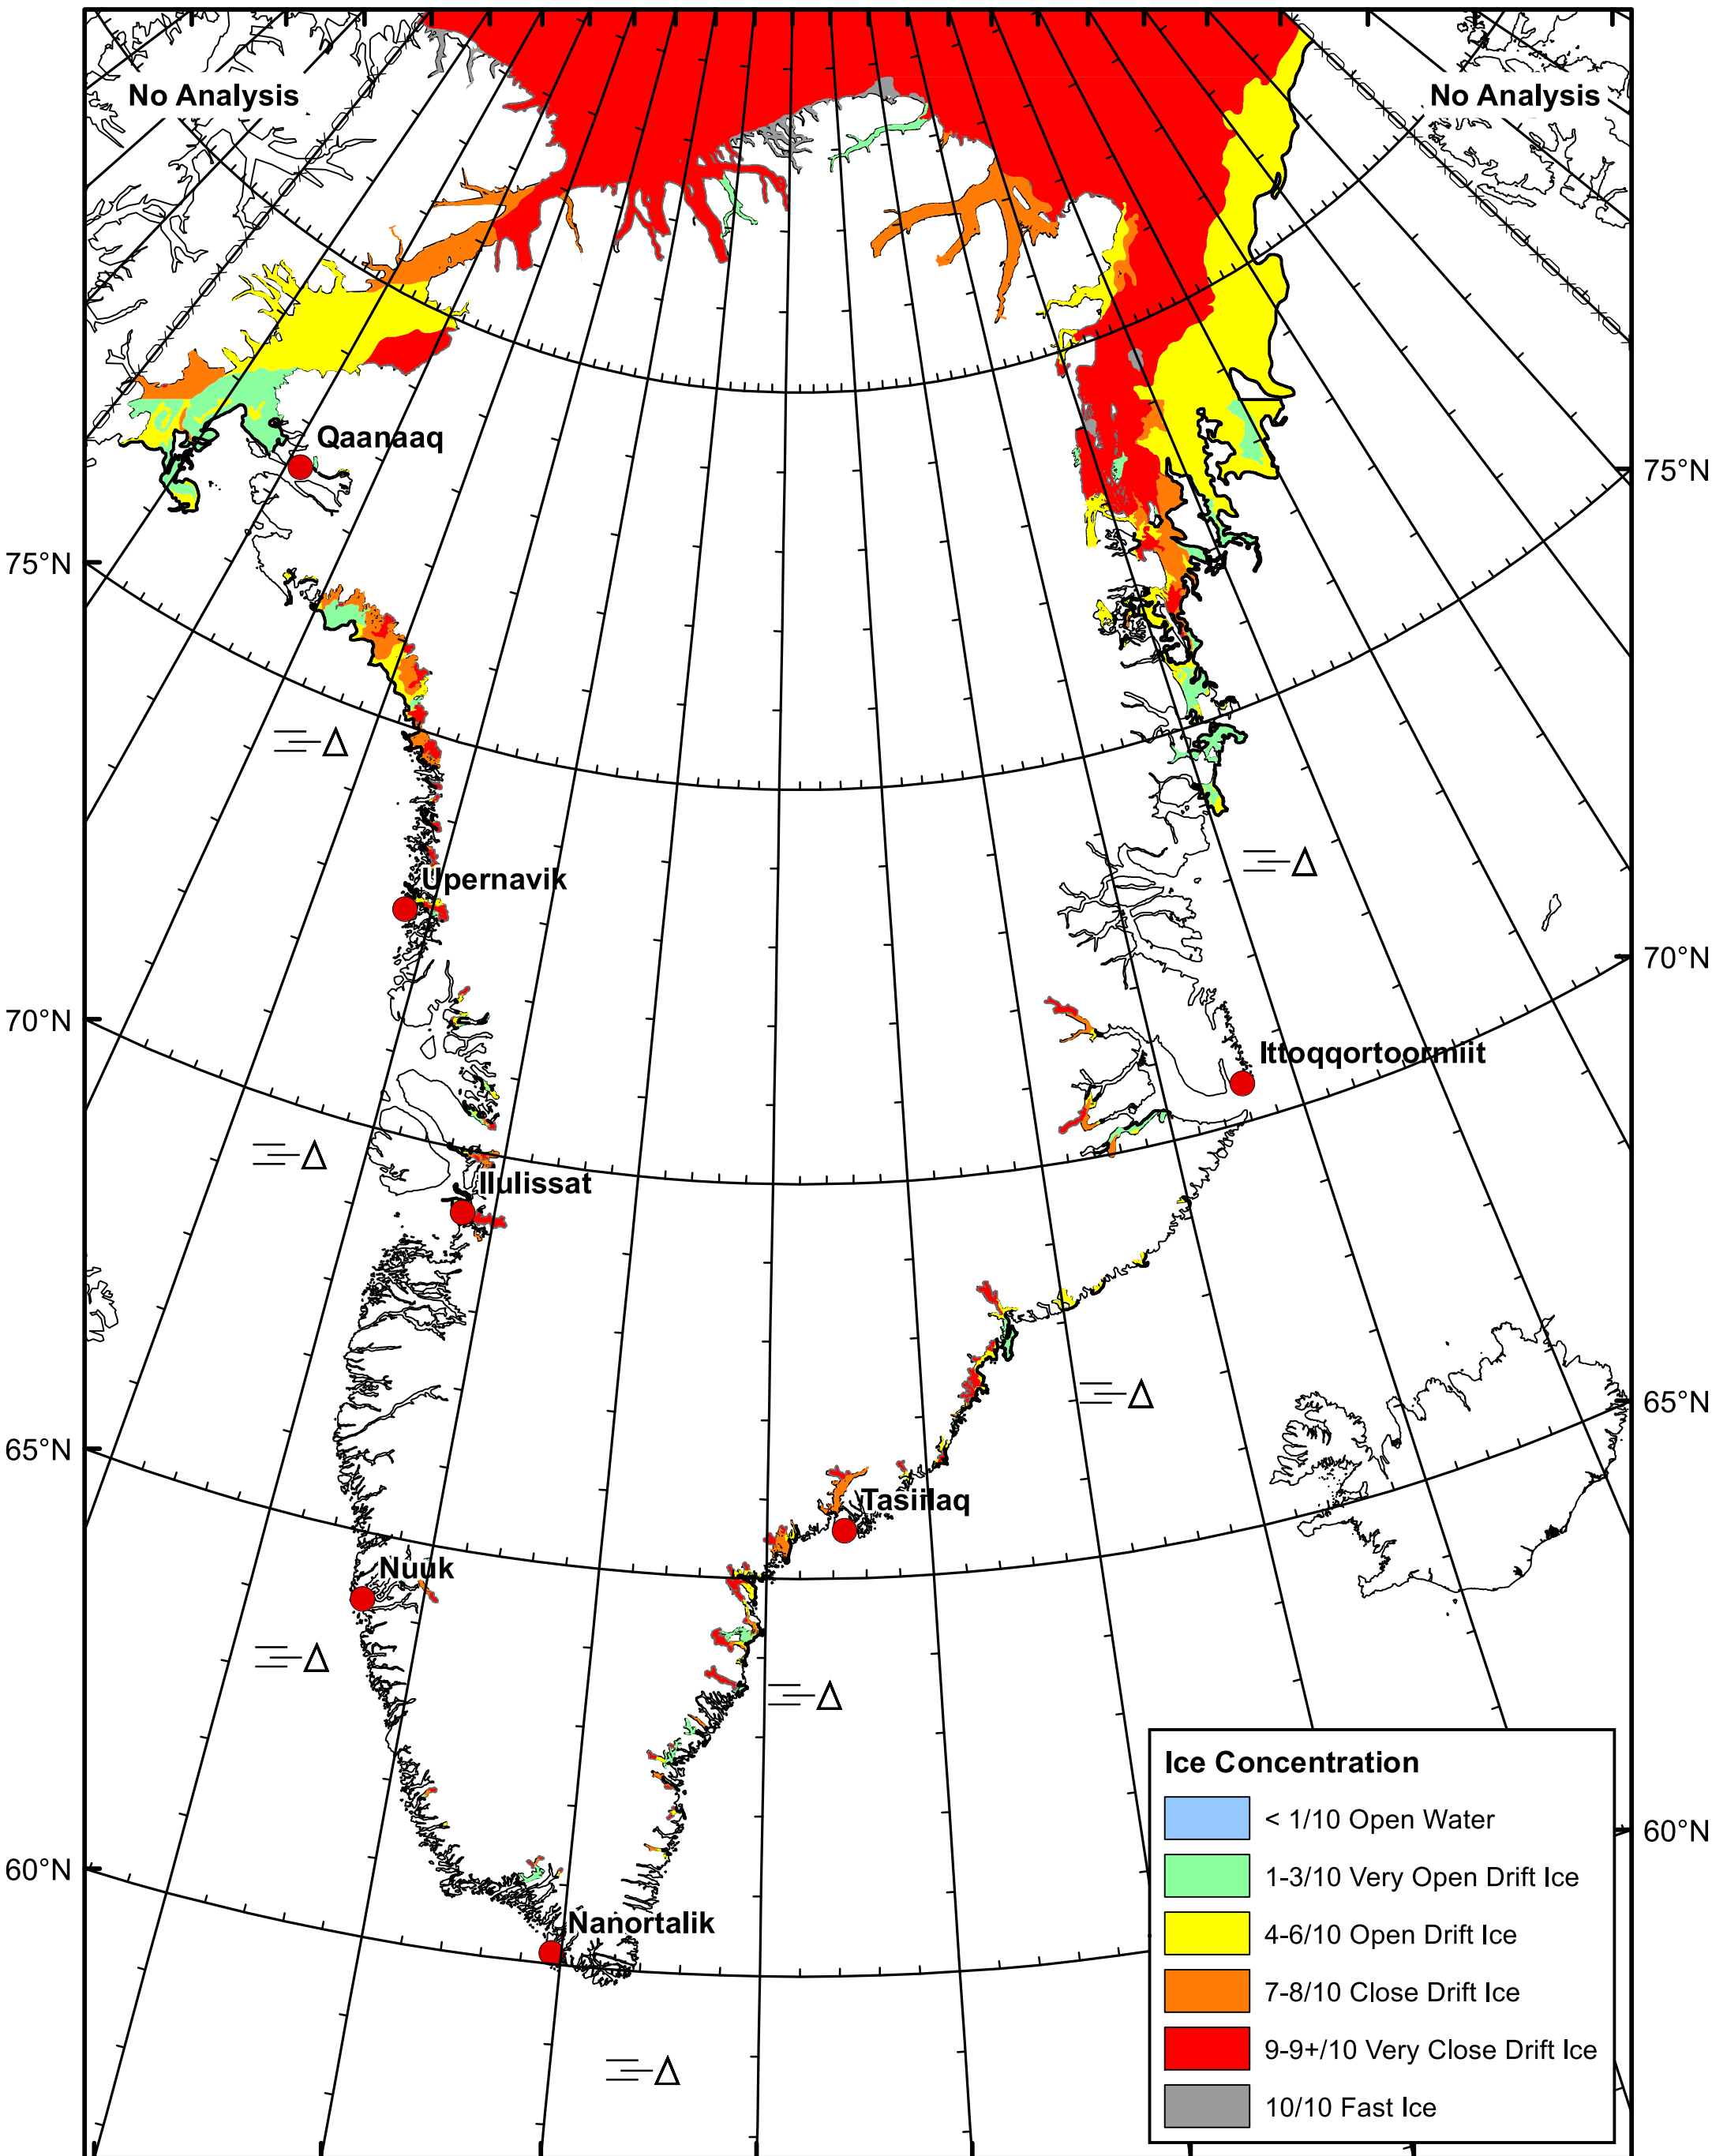 No Analysis
No Analysis
Qaanaaq
75°N
75°N
Upernavik
70°N
70°N
Ittoqqortoormiit
Ilulissat
65°N
65°N
Tasiilaq
Nuuk
Ice Concentration
< 1/10 Open Water
60°N
60°N
1-3/10 Very Open Drift Ice
Nanortalik
4-6/10 Open Drift Ice
7-8/10 Close Drift Ice
9-9+/10 Very Close Drift Ice
10/10 Fast Ice